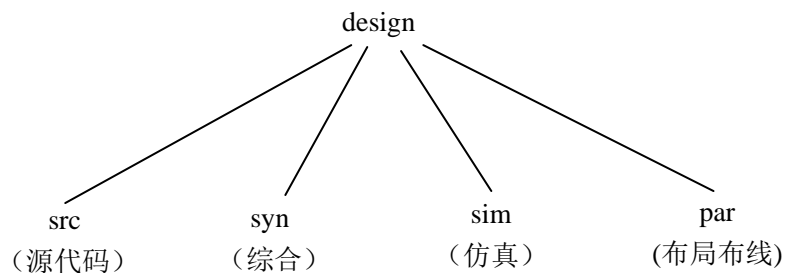 design
src syn sim par
（源代码） （综合） （仿真） (布局布线)